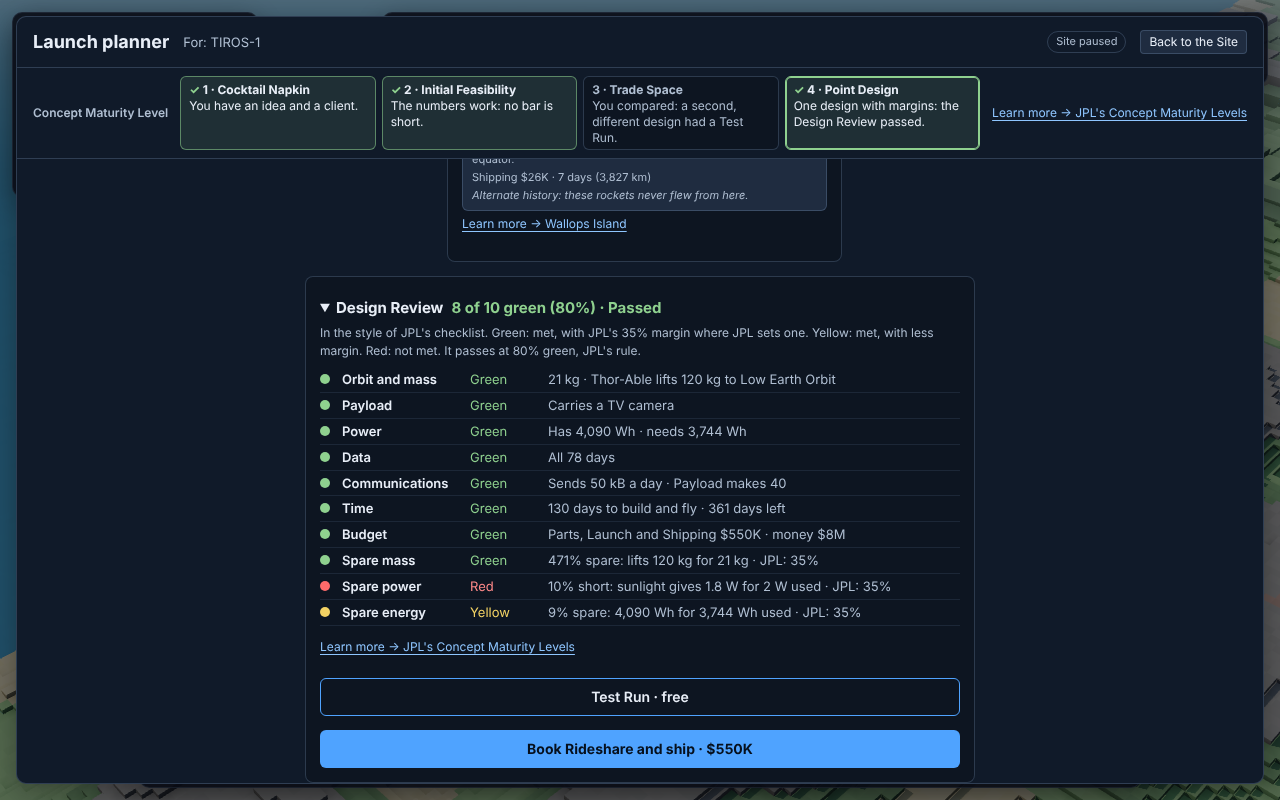 Launch planner For: TIROS-1 Site paused Back to the Site
Concept Maturity Level
✓ 1 · Cocktail Napkin
You have an idea and a client.
✓ 2 · Initial Feasibility
The numbers work: no bar is
short.
3 · Trade Space
You compared: a second,
different design had a Test
Run.
✓ 4 · Point Design
One design with margins: the
Design Review passed.
Learn more → JPL's Concept Maturity Levels
equator.
Shipping $26K · 7 days (3,827 km)
Alternate history: these rockets never flew from here.
Learn more → Wallops Island
▼ Design Review 8 of 10 green (80%) · Passed
In the style of JPL's checklist. Green: met, with JPL's 35% margin where JPL sets one. Yellow: met, with less
margin. Red: not met. It passes at 80% green, JPL's rule.
Orbit and mass Green 21 kg · Thor-Able lifts 120 kg to Low Earth Orbit
Payload Green Carries a TV camera
Power Green Has 4,090 Wh · needs 3,744 Wh
Data Green All 78 days
Communications Green Sends 50 kB a day · Payload makes 40
Time Green 130 days to build and fly · 361 days left
Budget Green Parts, Launch and Shipping $550K · money $8M
Spare mass Green 471% spare: lifts 120 kg for 21 kg · JPL: 35%
Spare power Red 10% short: sunlight gives 1.8 W for 2 W used · JPL: 35%
Spare energy Yellow 9% spare: 4,090 Wh for 3,744 Wh used · JPL: 35%
Learn more → JPL's Concept Maturity Levels
Test Run · free
Book Rideshare and ship · $550K